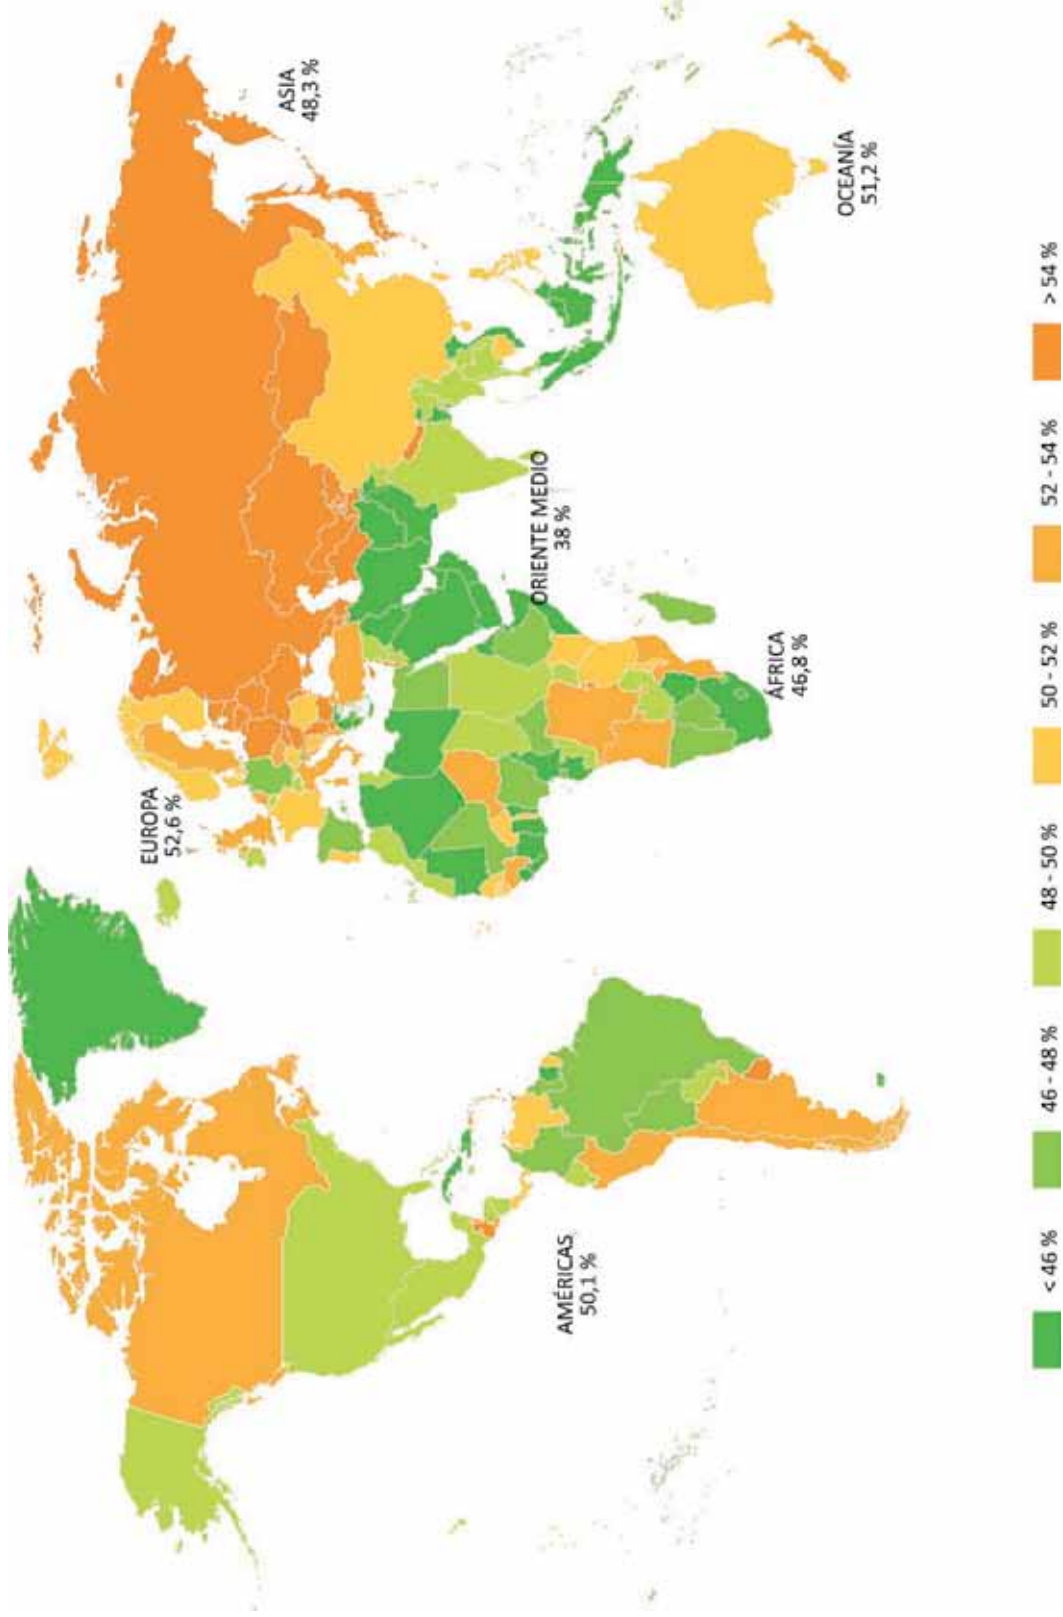 EUROPA
52,6 %
ASIA
48,3 %
ORIENTE MEDIO
38 %
AMÉRICAS
50,1 %
ÁFRICA
46,8 %
OCEANÍA
51,2 %
< 46 %
46 - 48 %
48 - 50 %
50 - 52 %
52 - 54 %
> 54 %